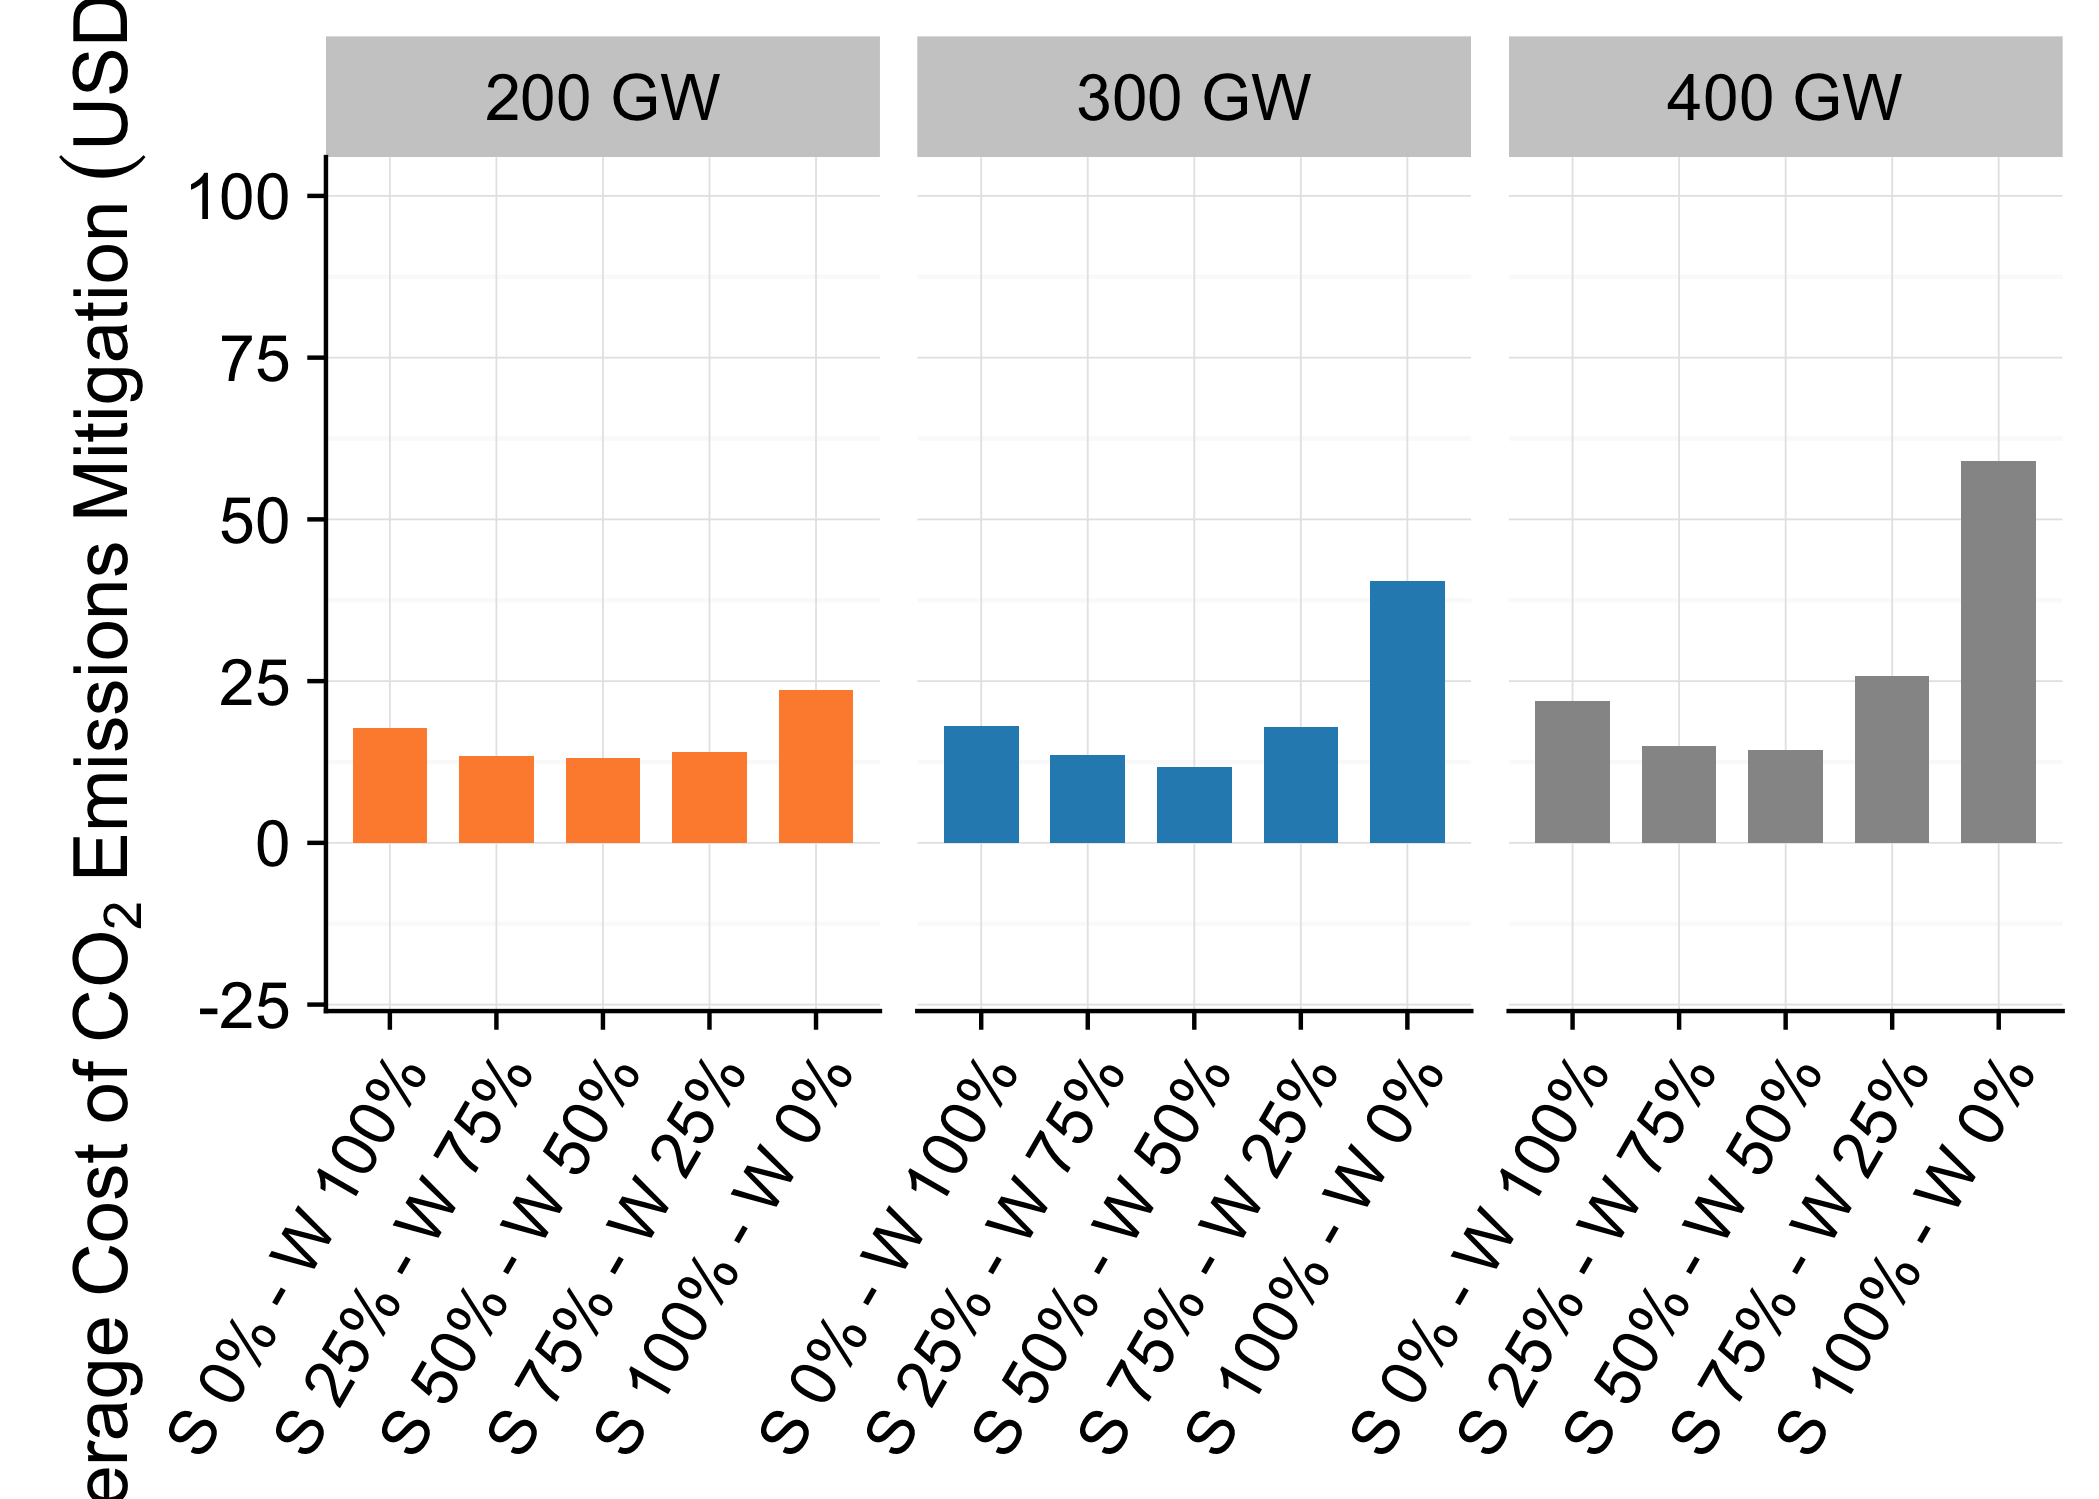 erage Cost of CO2 Emissions Mitigation (USD
200 GW
300 GW
400 GW
100
75
50
25
0
-25
S 0% - W 100%
S 25% - W 75%
S 50% - W 50%
S 75% - W 25%
S 100% - W 0%
S 0% - W 100%
S 25% - W 75%
S 50% - W 50%
S 75% - W 25%
S 100% - W 0%
S 0% - W 100%
S 25% - W 75%
S 50% - W 50%
S 75% - W 25%
S 100% - W 0%